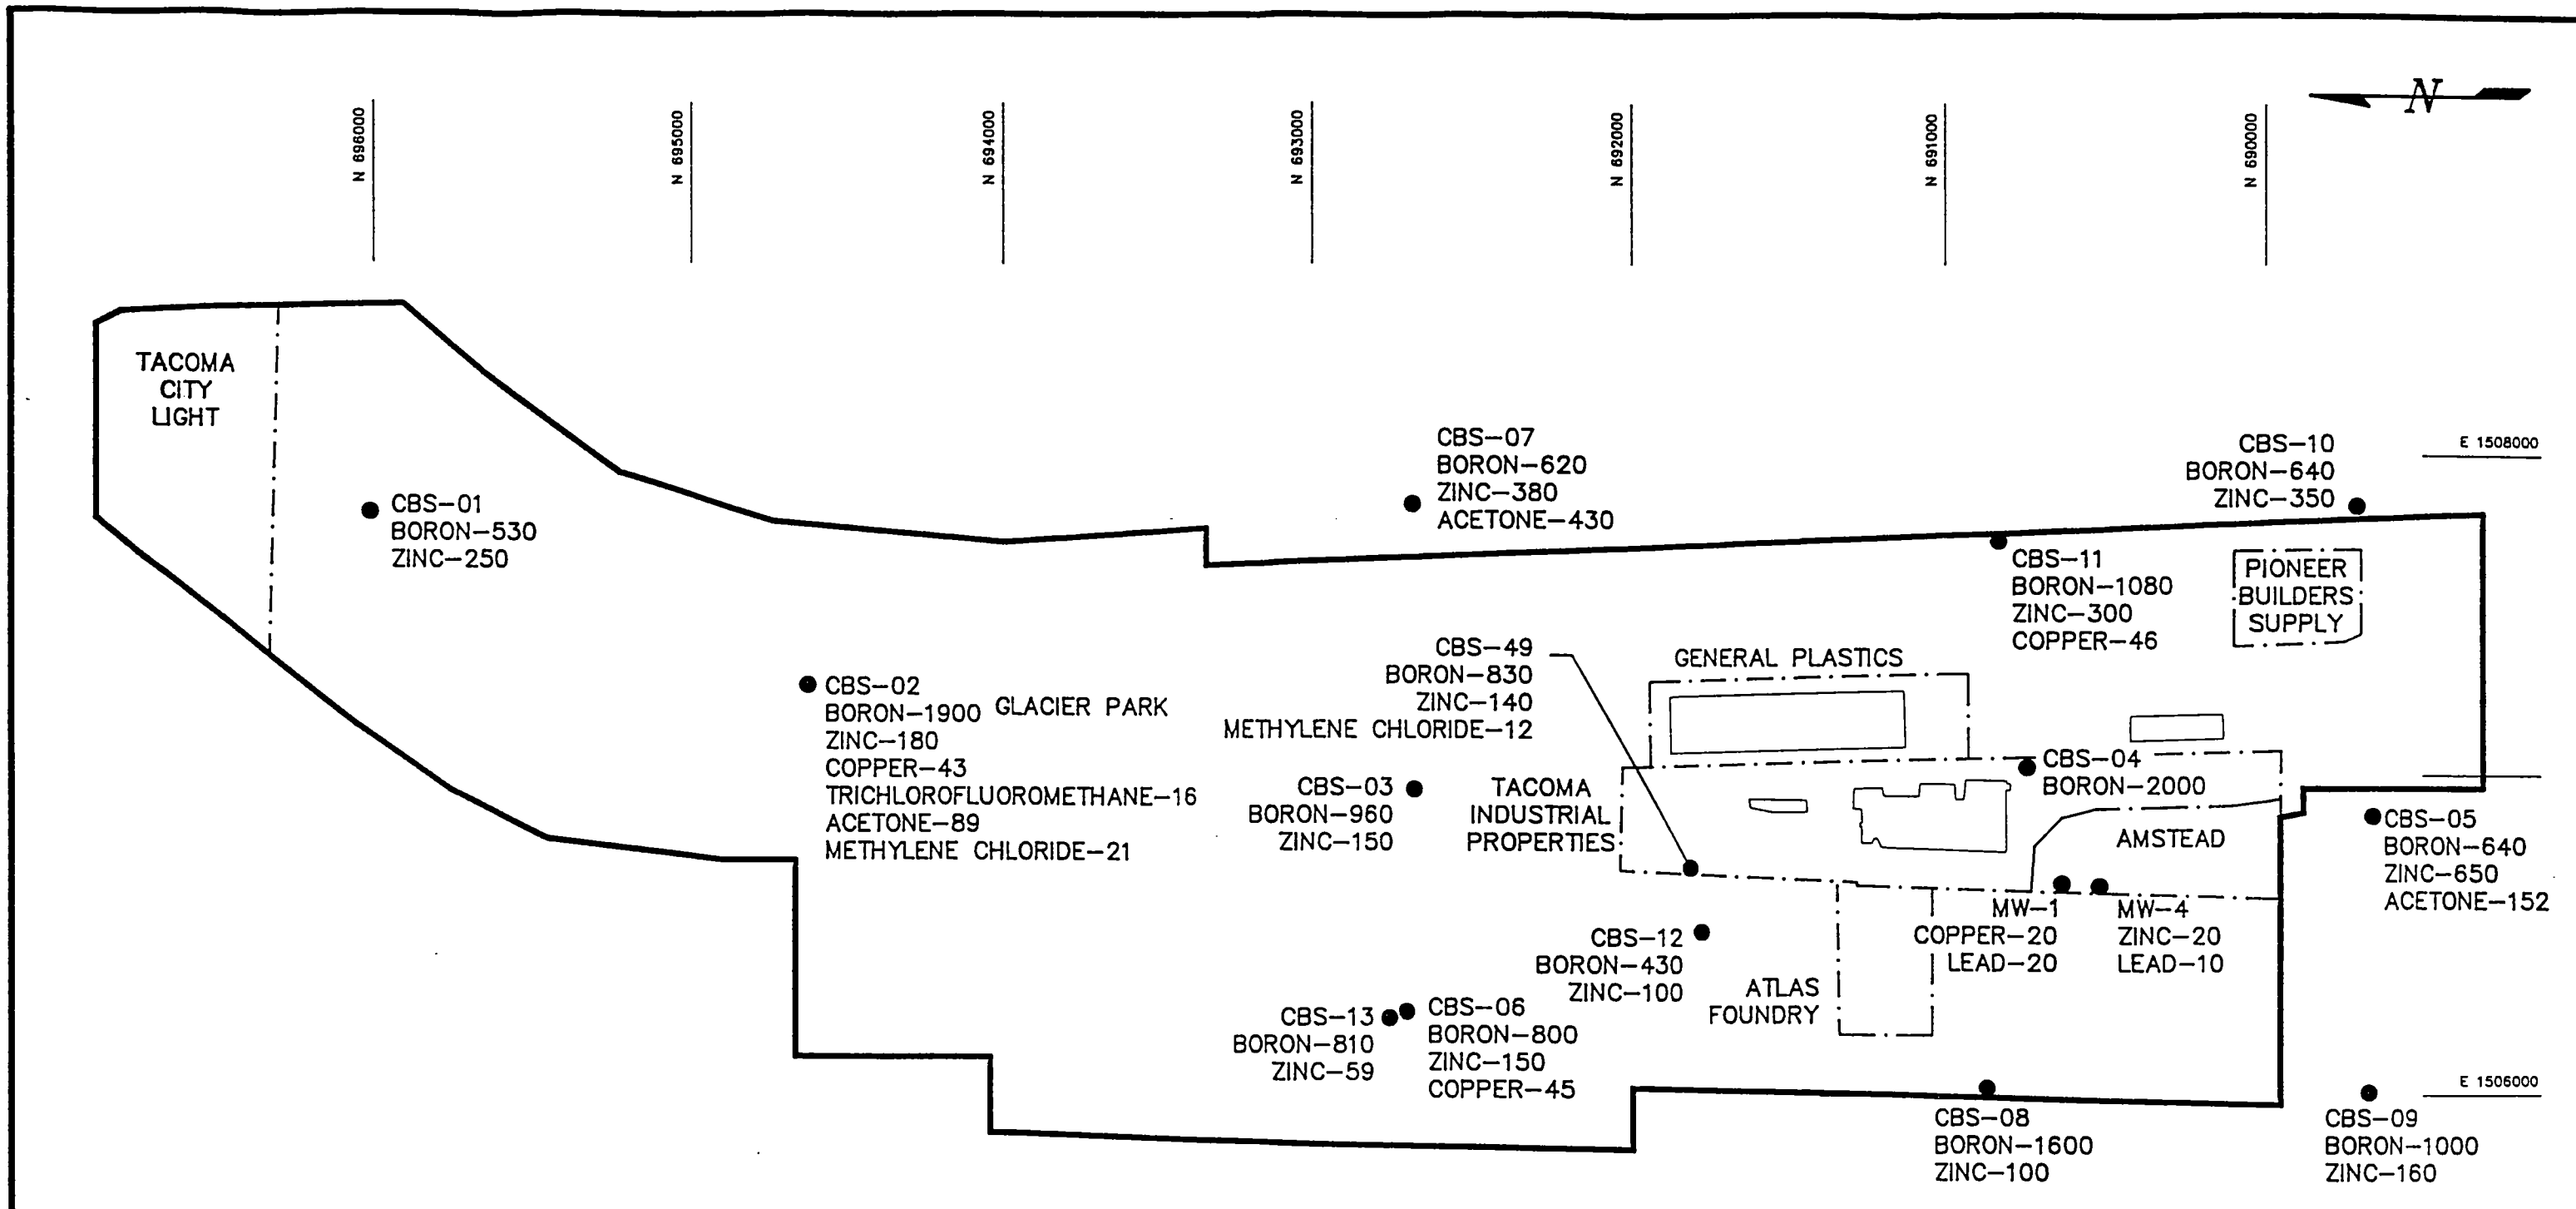 N
N 696000
N 695000
N 694000
N 693000
N 692000
N 691000
N 690000
TACOMA
CITY
LIGHT
CBS-01
BORON-530
ZINC-250
CBS-07
BORON-620
ZINC-380
ACETONE-430
CBS-10
BORON-640
ZINC-350
E 1508000
CBS-11
BORON-1080
ZINC-300
COPPER-46
PIONEER
BUILDERS
SUPPLY
CBS-49
BORON-830
ZINC-140
METHYLENE CHLORIDE-12
GENERAL PLASTICS
CBS-02
BORON-1900
ZINC-180
COPPER-43
TRICHLOROFLUOROMETHANE-16
ACETONE-89
METHYLENE CHLORIDE-21
GLACIER PARK
CBS-03
BORON-960
ZINC-150
TACOMA
INDUSTRIAL
PROPERTIES
CBS-04
BORON-2000
AMSTEAD
CBS-05
BORON-640
ZINC-650
ACETONE-152
MW-1
COPPER-20
LEAD-20
MW-4
ZINC-20
LEAD-10
CBS-12
BORON-430
ZINC-100
ATLAS
FOUNDRY
CBS-13
BORON-810
ZINC-59
CBS-06
BORON-800
ZINC-150
COPPER-45
E 1506000
CBS-08
BORON-1600
ZINC-100
CBS-09
BORON-1000
ZINC-160